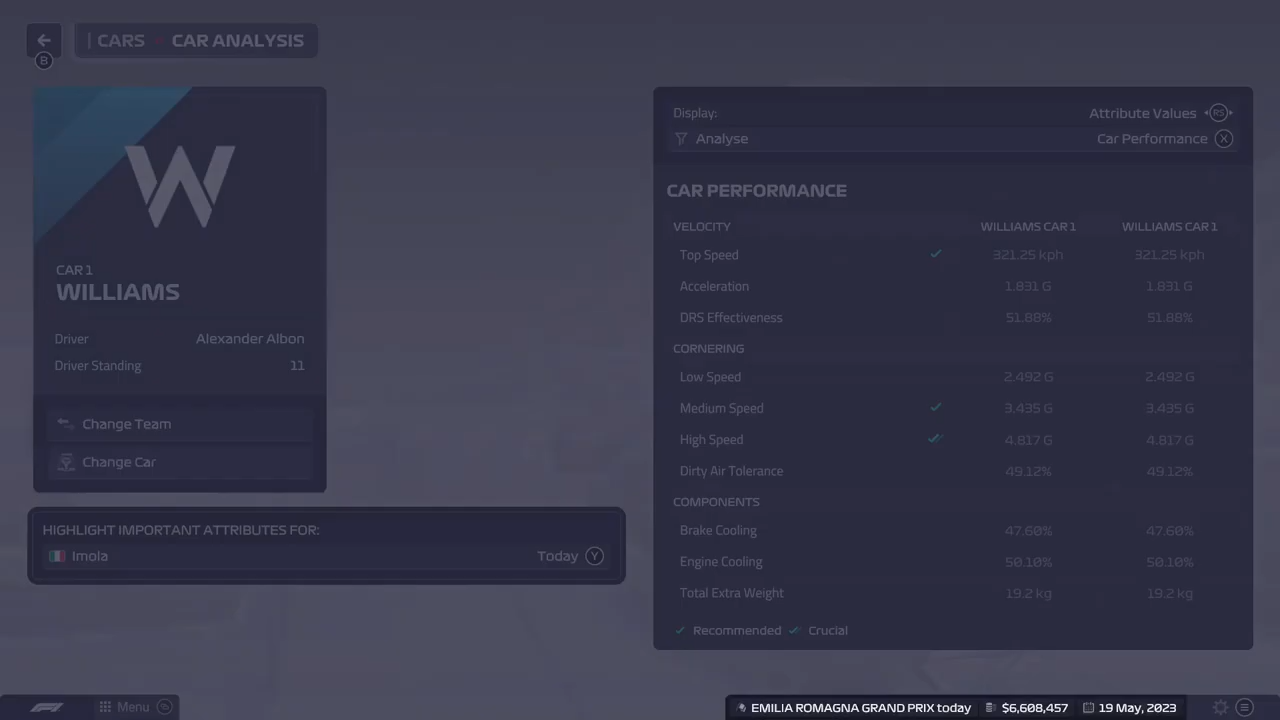 CARS CAR ANALYSIS
B
W
CAR 1
WILLIAMS
Driver Alexander Albon
Driver Standing 11
Change Team
Change Car
HIGHLIGHT IMPORTANT ATTRIBUTES FOR:
Imola Today Y
Display: Attribute Values RS
Analyse Car Performance X
CAR PERFORMANCE
VELOCITY WILLIAMS CAR 1 WILLIAMS CAR 1
Top Speed 321.25 kph 321.25 kph
Acceleration 1.831 G 1.831 G
DRS Effectiveness 51.88% 51.88%
CORNERING
Low Speed 2.492 G 2.492 G
Medium Speed 3.435 G 3.435 G
High Speed 4.817 G 4.817 G
Dirty Air Tolerance 49.12% 49.12%
COMPONENTS
Brake Cooling 47.60% 47.60%
Engine Cooling 50.10% 50.10%
Total Extra Weight 19.2 kg 19.2 kg
Recommended Crucial
F1 Menu
EMILIA ROMAGNA GRAND PRIX today $6,608,457 19 May, 2023